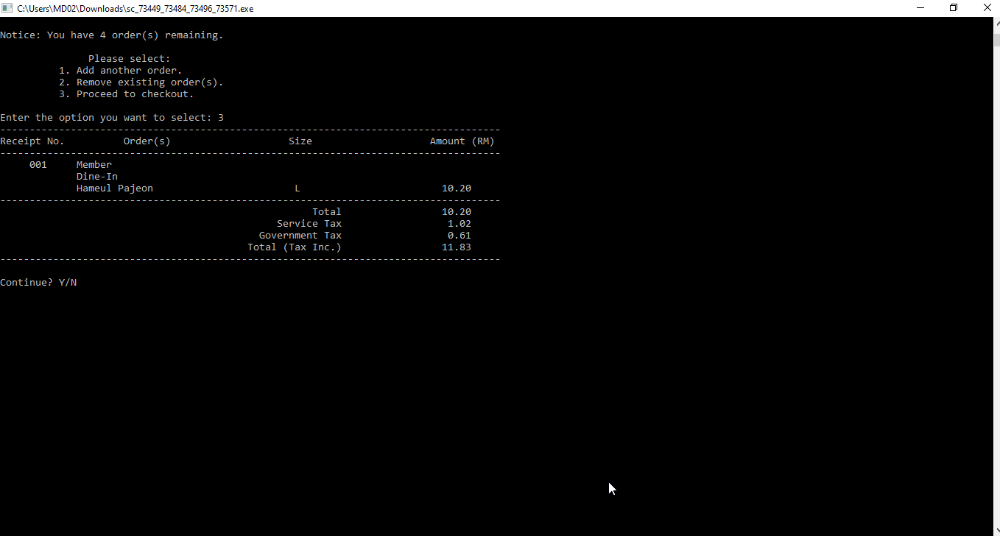 C:\Users\MD02\Downloads\sc_73449_73484_73496_73571.exe
Notice: You have 4 order(s) remaining.
Please select:
1. Add another order.
2. Remove existing order(s).
3. Proceed to checkout.
Enter the option you want to select: 3
-------------------------------------------------------------------------------------
Receipt No. Order(s) Size Amount (RM)
-------------------------------------------------------------------------------------
001 Member
Dine-In
Hameul Pajeon L 10.20
-------------------------------------------------------------------------------------
Total 10.20
Service Tax 1.02
Government Tax 0.61
Total (Tax Inc.) 11.83
-------------------------------------------------------------------------------------
Continue? Y/N